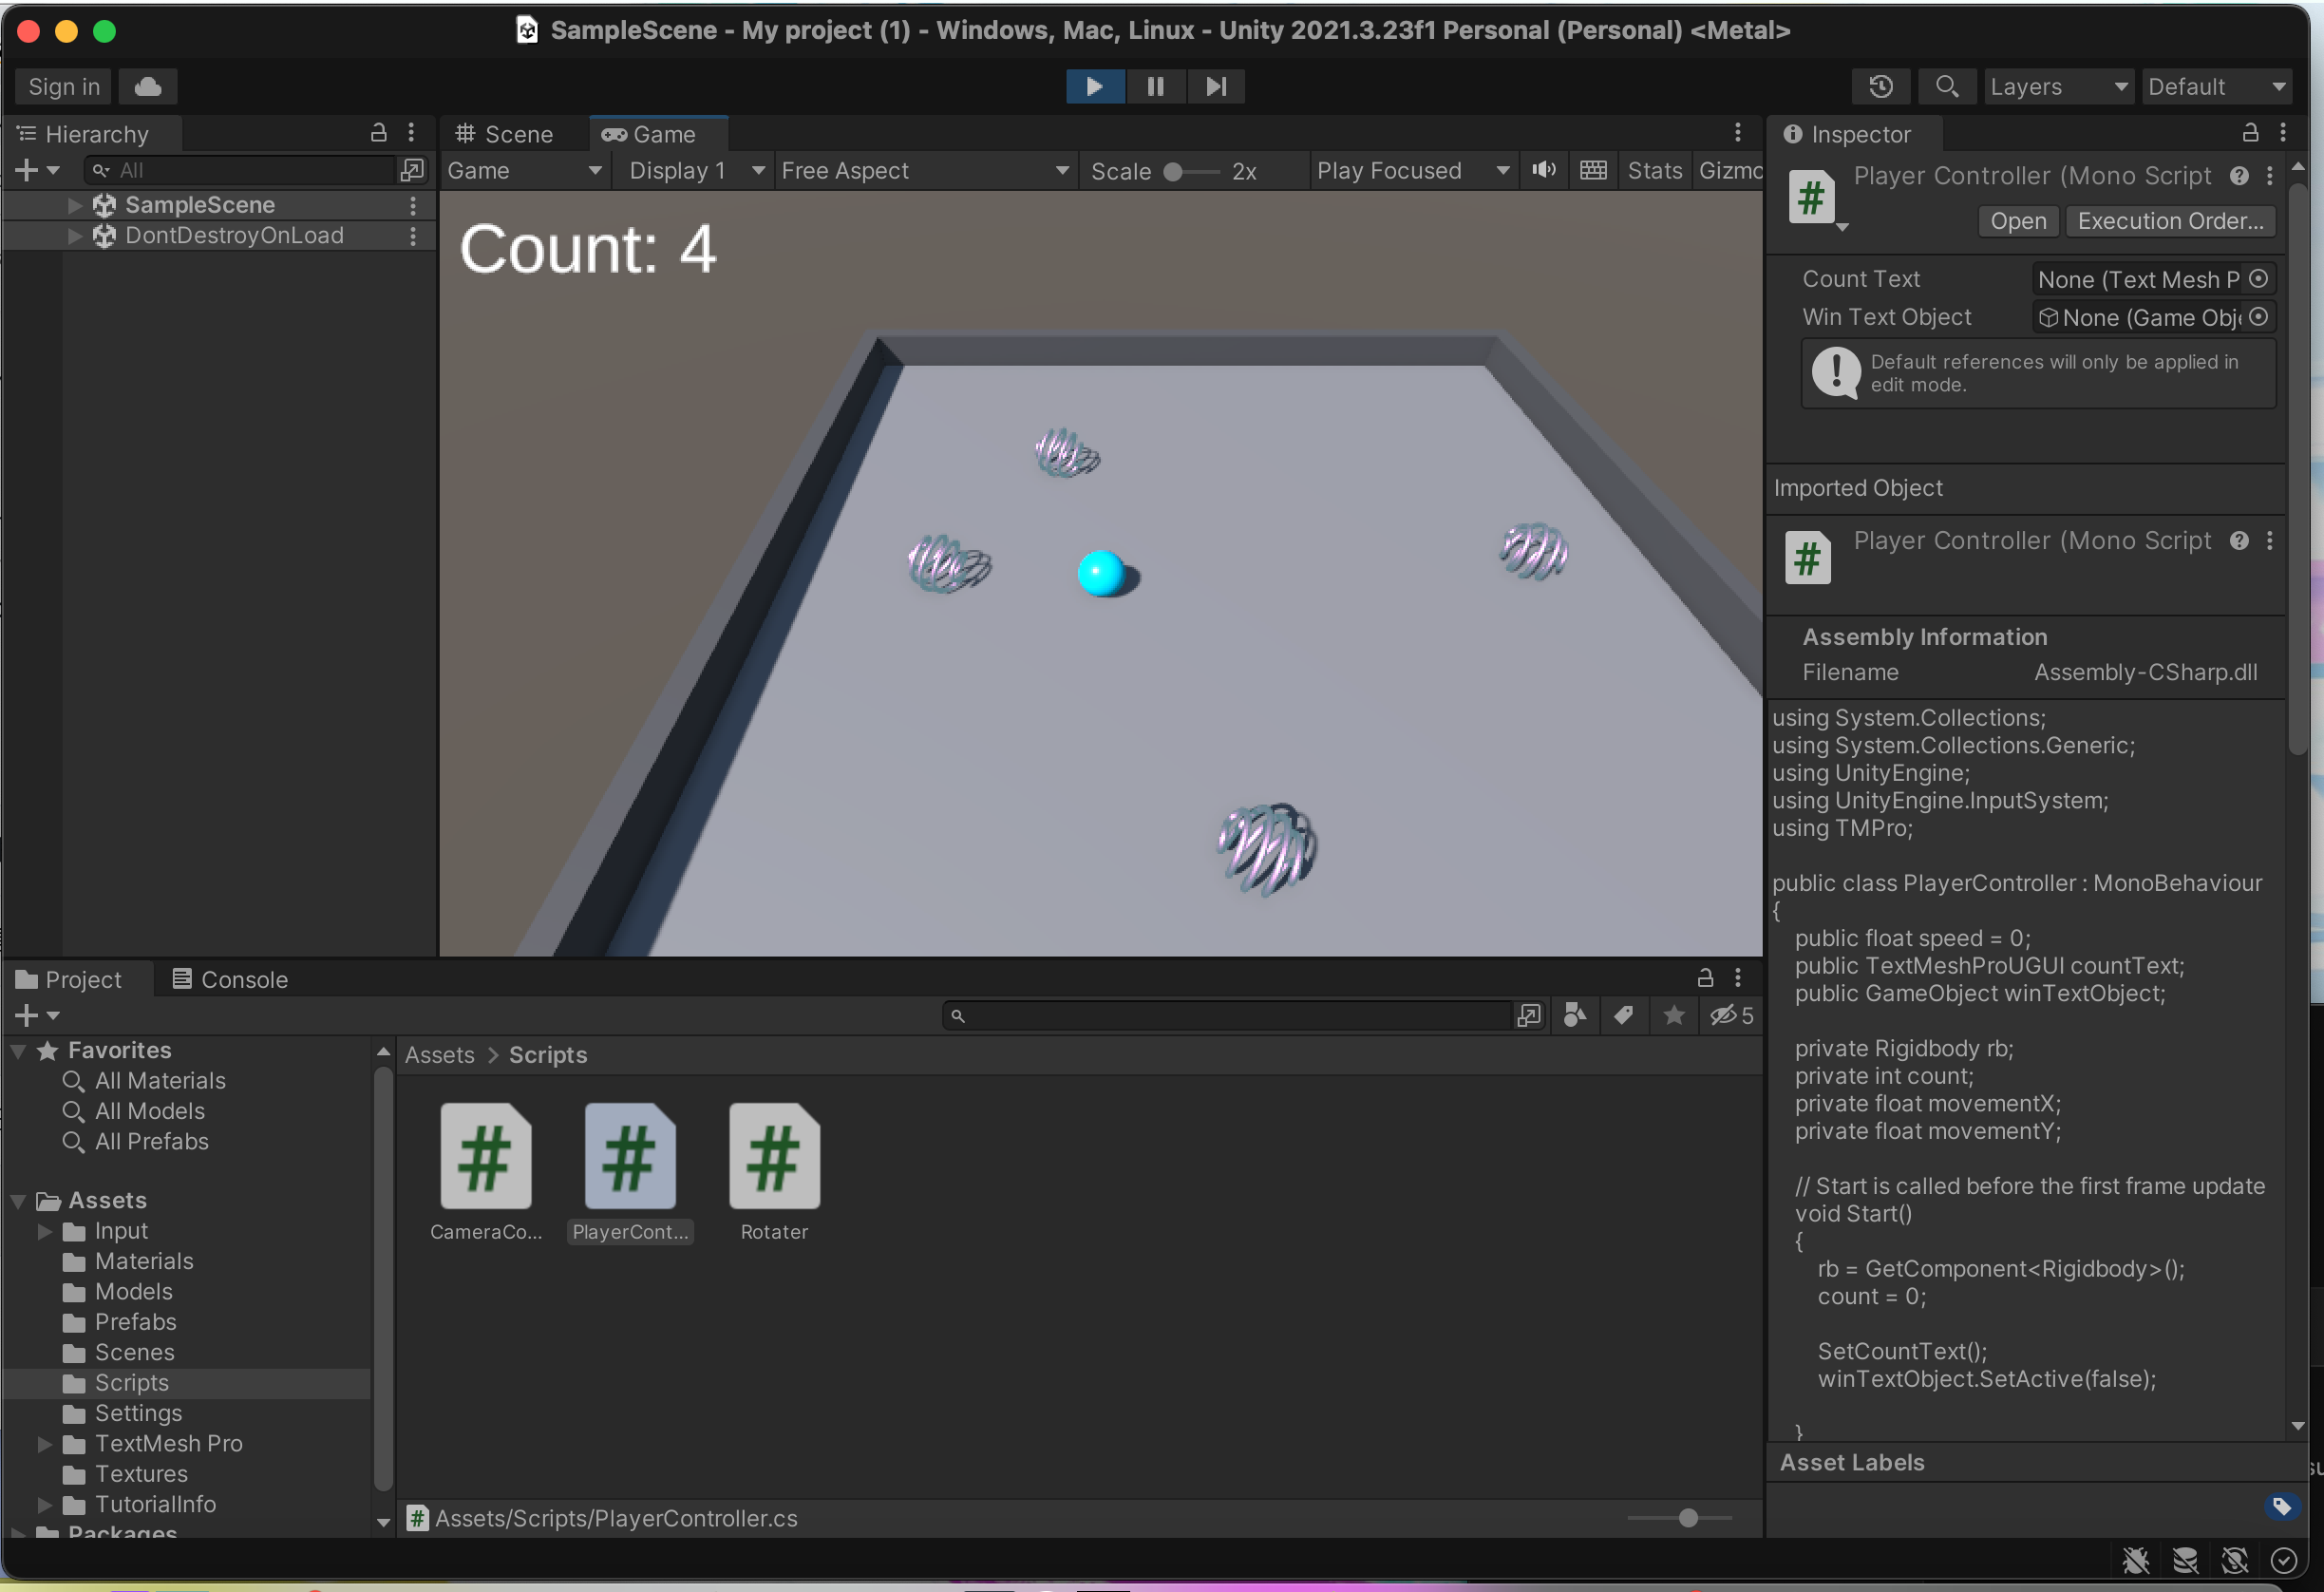 SampleScene - My project (1) - Windows, Mac, Linux - Unity 2021.3.23f1 Personal (Personal) <Metal>
Sign in
Layers
Default
Hierarchy
All
SampleScene
DontDestroyOnLoad
Scene
Game
Game
Display 1
Free Aspect
Scale
2x
Play Focused
Stats
Gizmo
Count: 4
Inspector
Player Controller (Mono Script
Open
Execution Order...
Count Text
None (Text Mesh P
Win Text Object
None (Game Obj
Default references will only be applied in
edit mode.
Imported Object
Player Controller (Mono Script
Assembly Information
Filename
Assembly-CSharp.dll
using System.Collections;
using System.Collections.Generic;
using UnityEngine;
using UnityEngine.InputSystem;
using TMPro;
public class PlayerController : MonoBehaviour
{
public float speed = 0;
public TextMeshProUGUI countText;
public GameObject winTextObject;
private Rigidbody rb;
private int count;
private float movementX;
private float movementY;
// Start is called before the first frame update
void Start()
{
rb = GetComponent<Rigidbody>();
count = 0;
SetCountText();
winTextObject.SetActive(false);
}
Asset Labels
Project
Console
5
Favorites
All Materials
All Models
All Prefabs
Assets
Input
Materials
Models
Prefabs
Scenes
Scripts
Settings
TextMesh Pro
Textures
TutorialInfo
Packages
Assets > Scripts
# CameraCo...
# PlayerCont...
# Rotater
# Assets/Scripts/PlayerController.cs